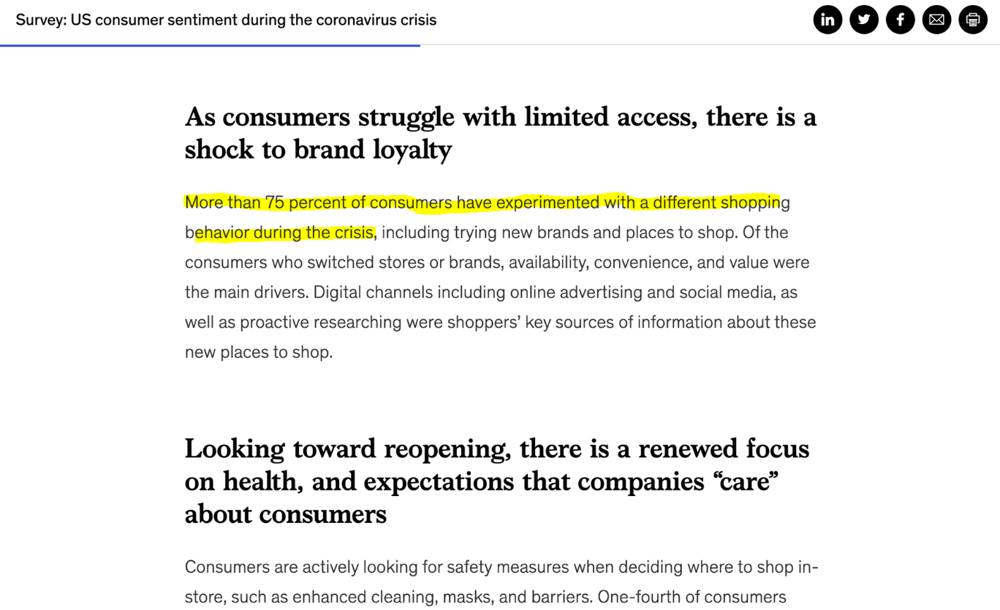 Survey: US consumer sentiment during the coronavirus crisis
in
f
As consumers struggle with limited access, there is a
shock to brand loyalty
More than 75 percent of consumers have experimented with a different shopping
behavior during the crisis, including trying new brands and places to shop. Of the
consumers who switched stores or brands, availability, convenience, and value were
the main drivers. Digital channels including online advertising and social media, as
well as proactive researching were shoppers’ key sources of information about these
new places to shop.
Looking toward reopening, there is a renewed focus
on health, and expectations that companies “care”
about consumers
Consumers are actively looking for safety measures when deciding where to shop in-
store, such as enhanced cleaning, masks, and barriers. One-fourth of consumers